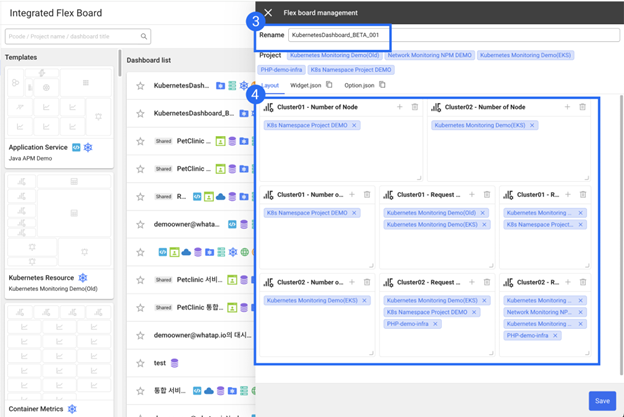 Integrated Flex Board
Pcode / Project name / dashboard title
Templates
Application Service
Java APM Demo
Kubernetes Resource
Kubernetes Monitoring Demo(Old)
Container Metrics
Dashboard list
KubernetesDash...
KubernetesDashboard_B...
Shared PetClinic ...
Shared PetClinic ...
Shared R...
demoowner@whata...
Shared PetClinic 서비...
Shared PetClinic 통합...
demoowner@whatap.io의 대시...
test
통합 서비...
Flex board management
3
Rename KubernetesDashboard_BETA_001
Project Kubernetes Monitoring Demo(Old) Network Monitoring NPM DEMO Kubernetes Monitoring Demo(EKS)
PHP-demo-infra K8s Namespace Project DEMO
Layout Widget.json Option.json
4
Cluster01 - Number of Node
K8s Namespace Project DEMO
Cluster02 - Number of Node
Kubernetes Monitoring Demo(EKS)
Cluster01 - Number o...
K8s Namespace Project DEMO
Cluster01 - Request ...
Kubernetes Monitoring Demo(Old)
Kubernetes Monitoring Demo(EKS)
Cluster01 - R...
Kubernetes Monitoring ...
K8s Namespace Project...
Cluster02 - Number o...
Kubernetes Monitoring Demo(EKS)
Cluster02 - Request ...
Kubernetes Monitoring Demo(EKS)
K8s Namespace Project DEMO
PHP-demo-infra
Cluster02 - R...
Kubernetes Monitoring ...
Network Monitoring NP...
Kubernetes Monitoring ...
PHP-demo-infra
Save